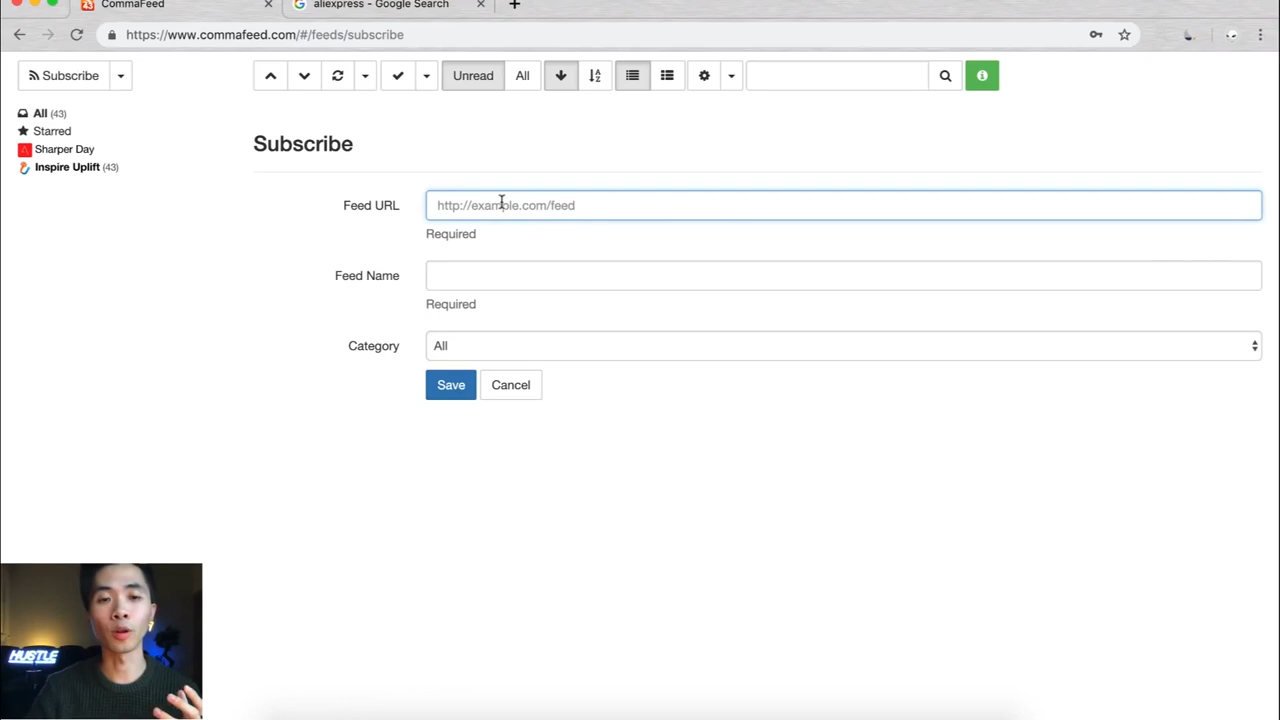 CommaFeed
aliexpress - Google Search
https://www.commafeed.com/#/feeds/subscribe
Subscribe
Unread
All
All (43)
Starred
Sharper Day
Inspire Uplift (43)
Subscribe
Feed URL
http://example.com/feed
Required
Feed Name
Required
Category
All
Save
Cancel
HUSTLE